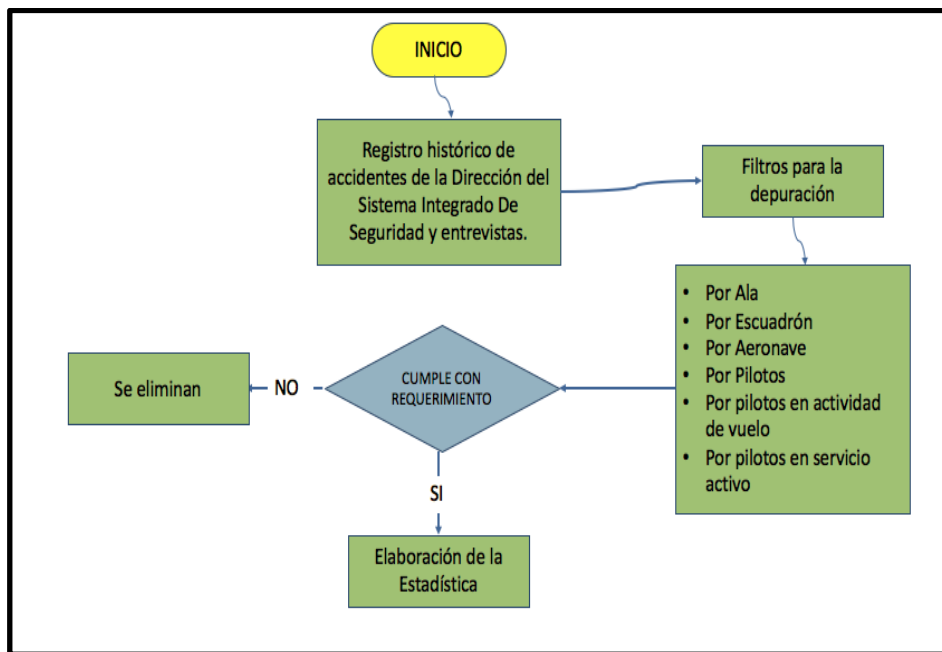 INICIO
Registro histórico de
accidentes de la Dirección del
Sistema Integrado De
Seguridad y entrevistas.
Filtros para la
depuración
• Por Ala
• Por Escuadrón
• Por Aeronave
• Por Pilotos
• Por pilotos en actividad
de vuelo
• Por pilotos en servicio
activo
CUMPLE CON
REQUERIMIENTO
NO
Se eliminan
SI
Elaboración de la
Estadística